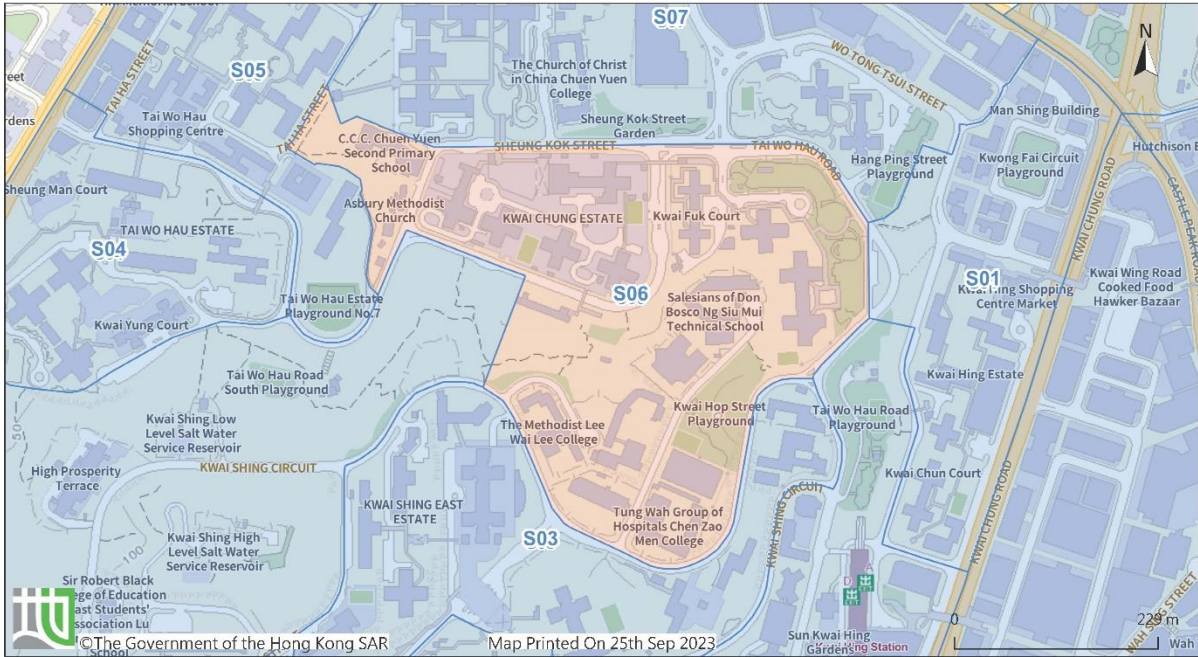 S07
N
WO TONG TSUI STREET
S05
TAI HA STREET
The Church of Christ
in China Chuen Yuen
College
Man Shing Building
Tai Wo Hau
Shopping Centre
TAI HA STREET
Sheung Kok Street
Garden
C.C.C. Chuen Yuen
Second Primary
School
SHEUNG KOK STREET
TAI WO HAU ROAD
Hang Ping Street
Playground
Kwong Fai Circuit
Playground
Hutchison
Sheung Man Court
Asbury Methodist
Church
KWAI CHUNG ESTATE
Kwai Fuk Court
KWAI CHUNG ROAD
CASTLE PEAK ROAD
TAI WO HAU ESTATE
S04
S06
S01
Kwai Hing Shopping
Centre Market
Kwai Wing Road
Cooked Food
Hawker Bazaar
Tai Wo Hau Estate
Playground No.7
Kwai Yung Court
Salesians of Don
Bosco Ng Siu Mui
Technical School
Tai Wo Hau Road
South Playground
Kwai Hing Estate
Kwai Hop Street
Playground
Tai Wo Hau Road
Playground
Kwai Shing Low
Level Salt Water
Service Reservoir
The Methodist Lee
Wai Lee College
High Prosperity
Terrace
KWAI SHING CIRCUIT
50
Kwai Chun Court
KWAI CHUNG ROAD
KWAI SHING EAST
ESTATE
KWAI SHING CIRCUIT
Tung Wah Group of
Hospitals Chen Zao
Men College
S03
Kwai Shing High
Level Salt Water
Service Reservoir
100
KWAI CHUNG ROAD
Sir Robert Black
College of Education
Past Students'
Association Lu
School
D
A
WAH SING STREET
0
229 m
©The Government of the Hong Kong SAR
Map Printed On 25th Sep 2023
Sun Kwai Hing
Gardens
Kwai Hing Station
Wah